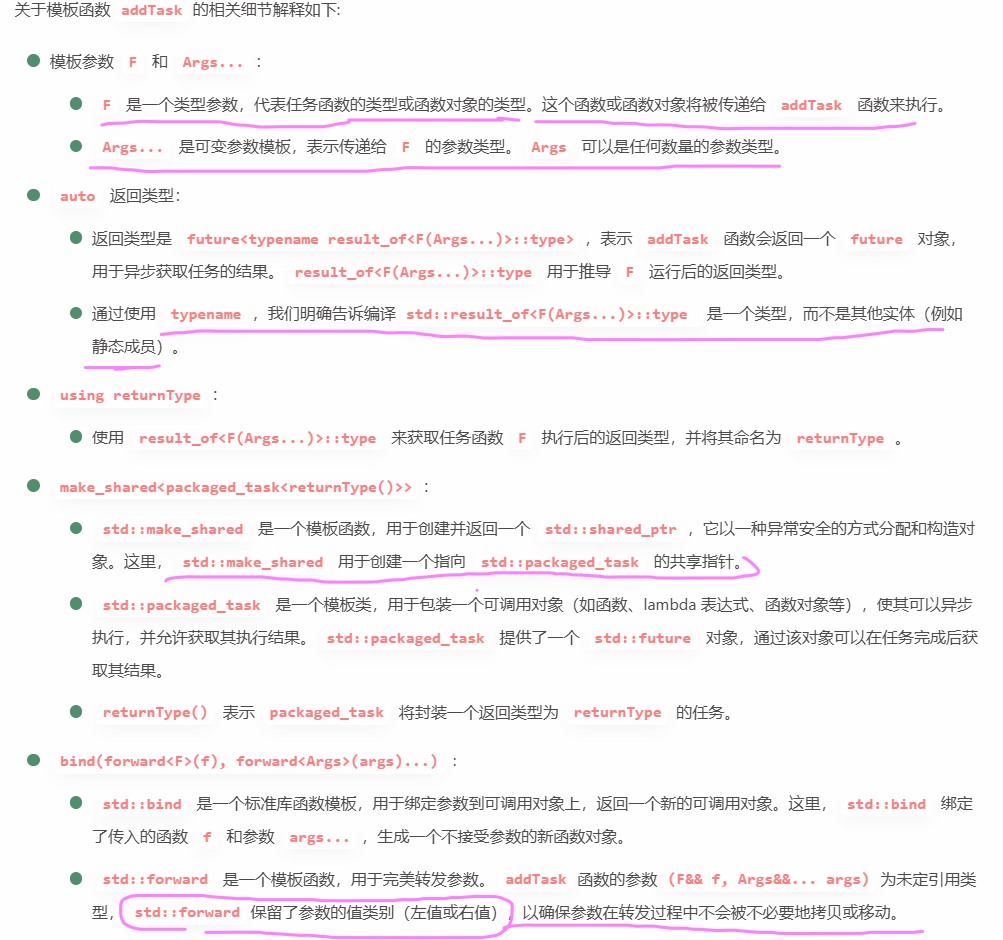 关于模板函数 addTask 的相关细节解释如下:
模板参数 F 和 Args... ：
F 是一个类型参数，代表任务函数的类型或函数对象的类型。这个函数或函数对象将被传递给 addTask 函数来执行。
Args... 是可变参数模板，表示传递给 F 的参数类型。 Args 可以是任何数量的参数类型。
auto 返回类型：
返回类型是 future<typename result_of<F(Args...)>::type> ，表示 addTask 函数会返回一个 future 对象，
用于异步获取任务的结果。 result_of<F(Args...)>::type 用于推导 F 运行后的返回类型。
通过使用 typename ，我们明确告诉编译 std::result_of<F(Args...)>::type 是一个类型，而不是其他实体（例如
静态成员）。
using returnType ：
使用 result_of<F(Args...)>::type 来获取任务函数 F 执行后的返回类型，并将其命名为 returnType 。
make_shared<packaged_task<returnType()>> ：
std::make_shared 是一个模板函数，用于创建并返回一个 std::shared_ptr ，它以一种异常安全的方式分配和构造对
象。这里， std::make_shared 用于创建一个指向 std::packaged_task 的共享指针。
std::packaged_task 是一个模板类，用于包装一个可调用对象（如函数、lambda 表达式、函数对象等），使其可以异步
执行，并允许获取其执行结果。 std::packaged_task 提供了一个 std::future 对象，通过该对象可以在任务完成后获
取其结果。
returnType() 表示 packaged_task 将封装一个返回类型为 returnType 的任务。
bind(forward<F>(f), forward<Args>(args)...) ：
std::bind 是一个标准库函数模板，用于绑定参数到可调用对象上，返回一个新的可调用对象。这里， std::bind 绑定
了传入的函数 f 和参数 args... ，生成一个不接受参数的新函数对象。
std::forward 是一个模板函数，用于完美转发参数。 addTask 函数的参数 (F&& f, Args&&... args) 为未定引用类
型， std::forward 保留了参数的值类别（左值或右值），以确保参数在转发过程中不会被不必要地拷贝或移动。